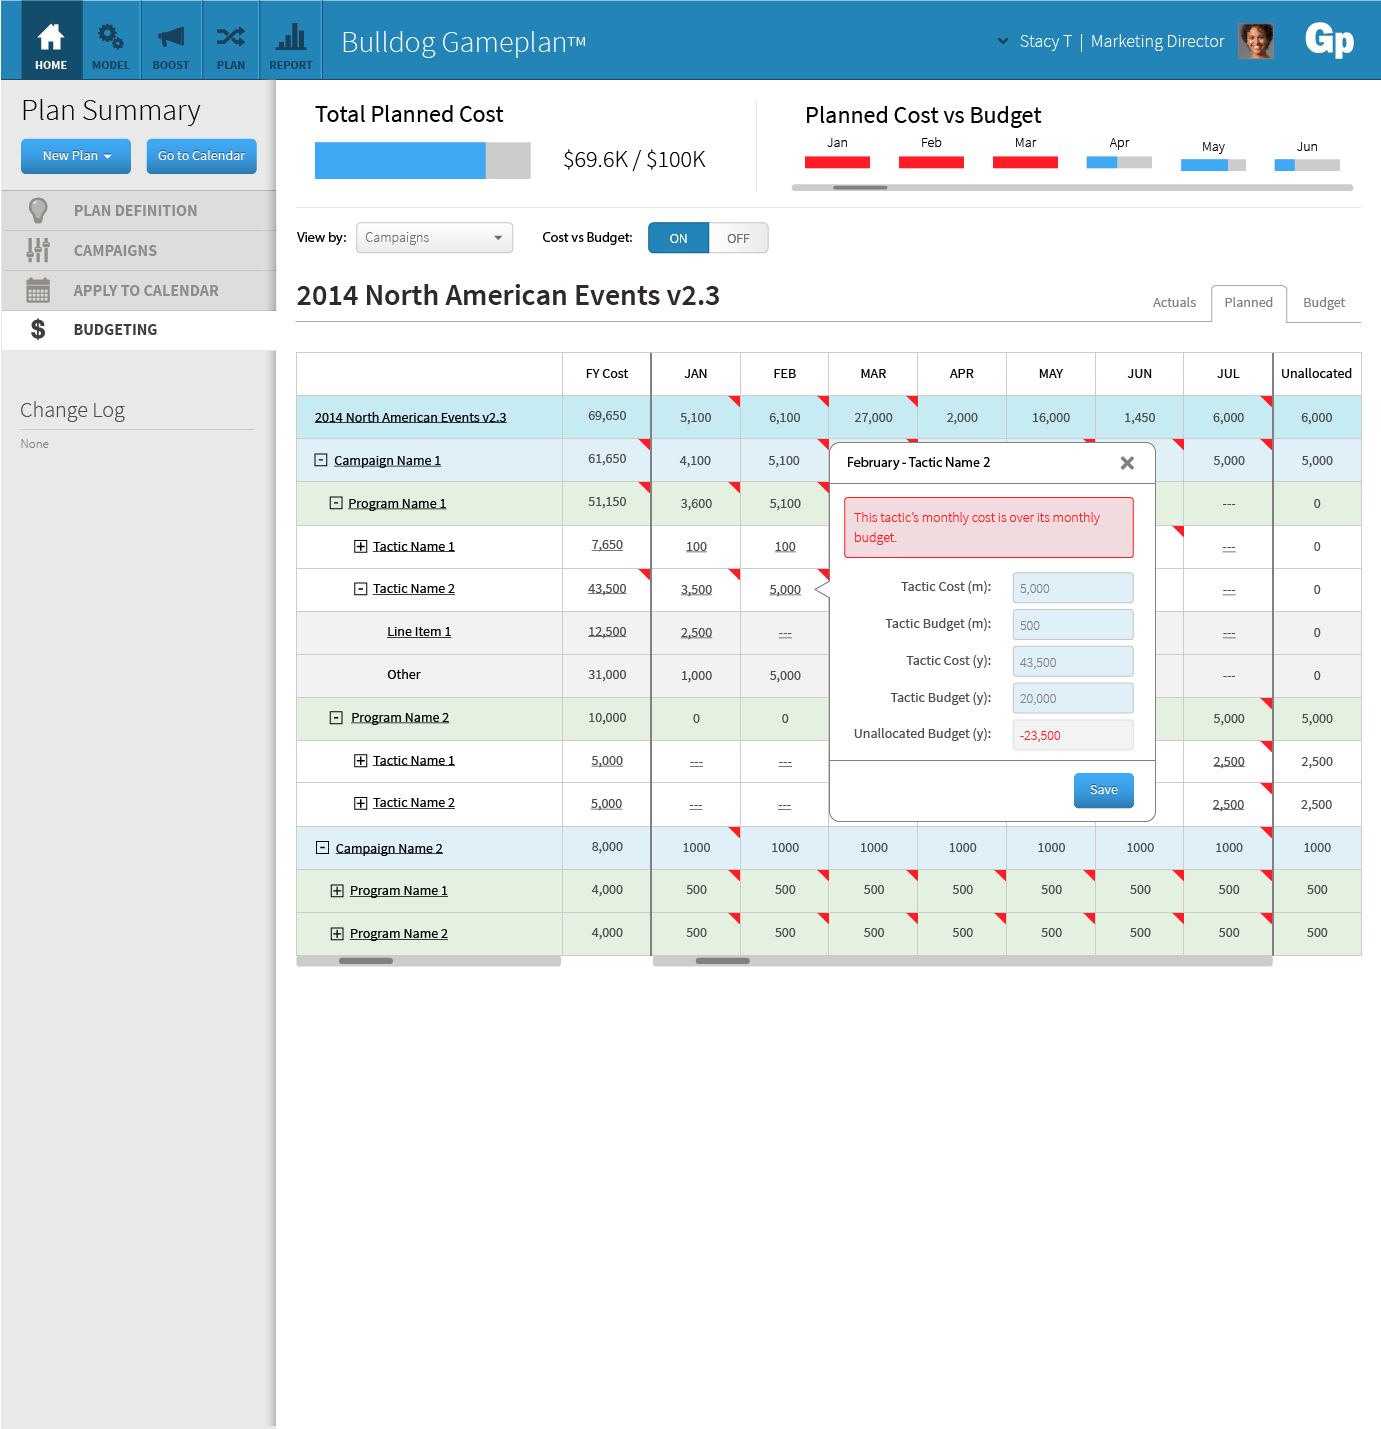 HOME
MODEL
BOOST
PLAN
REPORT
Bulldog Gameplan™
Stacy T | Marketing Director
Gp
Plan Summary
New Plan
Go to Calendar
PLAN DEFINITION
CAMPAIGNS
APPLY TO CALENDAR
$ BUDGETING
Change Log
None
Total Planned Cost
$69.6K / $100K
Planned Cost vs Budget
Jan Feb Mar Apr May Jun
View by: Campaigns Cost vs Budget: ON OFF
2014 North American Events v2.3
Actuals Planned Budget
FY Cost JAN FEB MAR APR MAY JUN JUL Unallocated
2014 North American Events v2.3 69,650 5,100 6,100 27,000 2,000 16,000 1,450 6,000 6,000
Campaign Name 1 61,650 4,100 5,100 5,000 5,000
Program Name 1 51,150 3,600 5,100 --- 0
Tactic Name 1 7,650 100 100 --- 0
Tactic Name 2 43,500 3,500 5,000 --- 0
Line Item 1 12,500 2,500 --- --- 0
Other 31,000 1,000 5,000 --- 0
Program Name 2 10,000 0 0 5,000 5,000
Tactic Name 1 5,000 --- --- 2,500 2,500
Tactic Name 2 5,000 --- --- 2,500 2,500
Campaign Name 2 8,000 1000 1000 1000 1000 1000 1000 1000 1000
Program Name 1 4,000 500 500 500 500 500 500 500 500
Program Name 2 4,000 500 500 500 500 500 500 500 500
February - Tactic Name 2
This tactic's monthly cost is over its monthly
budget.
Tactic Cost (m): 5,000
Tactic Budget (m): 500
Tactic Cost (y): 43,500
Tactic Budget (y): 20,000
Unallocated Budget (y): -23,500
Save